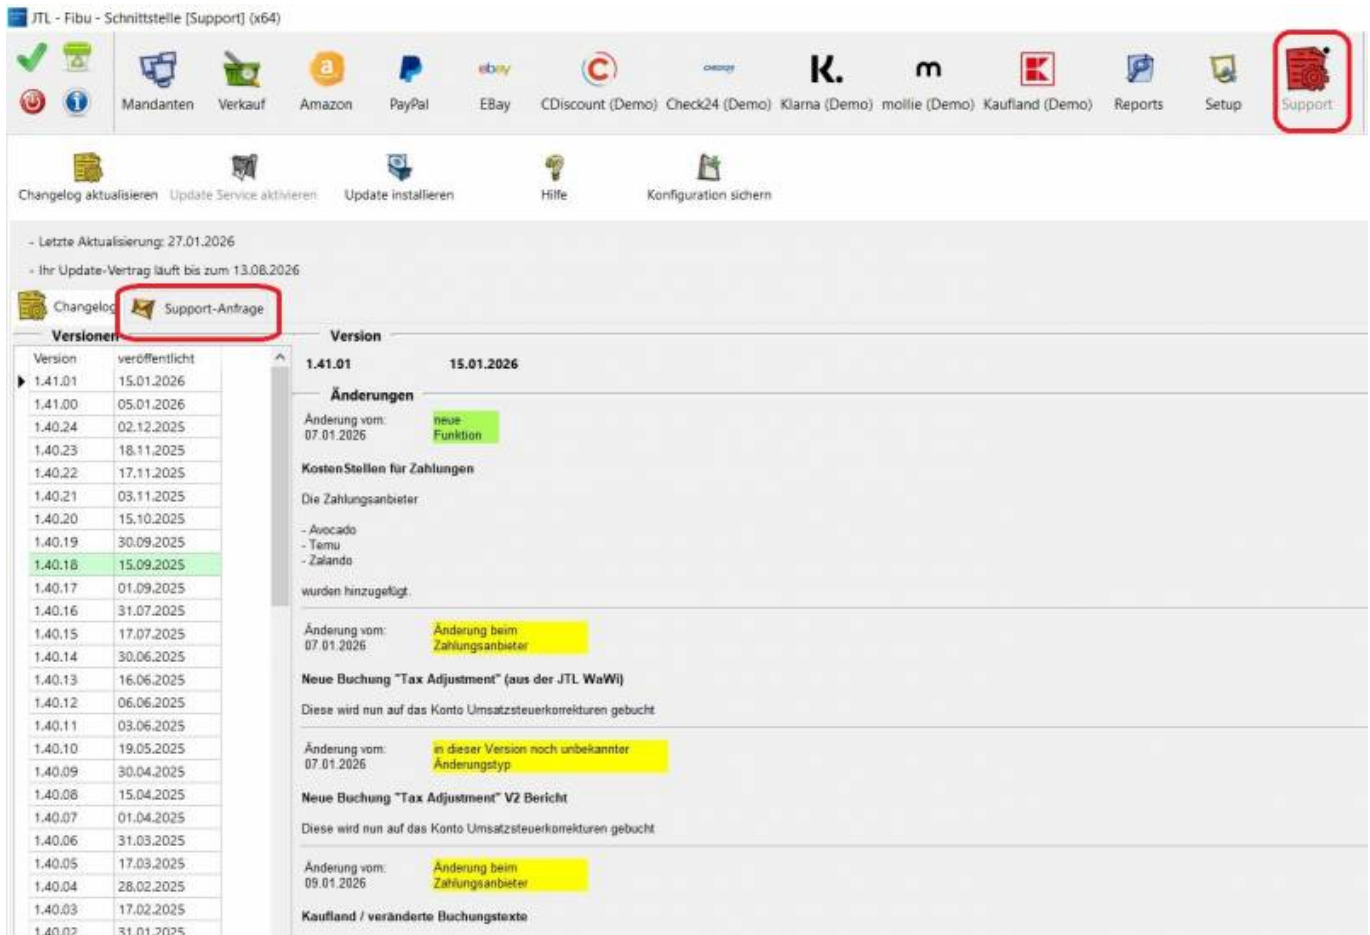 JTL - Fibu - Schnittstelle [Support] (x64)
a
ebay
C
CHECK24
K.
m
K
Mandanten Verkauf Amazon PayPal EBay CDiscount (Demo) Check24 (Demo) Klarna (Demo) mollie (Demo) Kaufland (Demo) Reports Setup Support
Changelog aktualisieren Update Service aktivieren Update installieren Hilfe Konfiguration sichern
- Letzte Aktualisierung: 27.01.2026
- Ihr Update-Vertrag läuft bis zum 13.08.2026
Changelog Support-Anfrage
Versionen
Version veröffentlicht
1.41.01 15.01.2026
1.41.00 05.01.2026
1.40.24 02.12.2025
1.40.23 18.11.2025
1.40.22 17.11.2025
1.40.21 03.11.2025
1.40.20 15.10.2025
1.40.19 30.09.2025
1.40.18 15.09.2025
1.40.17 01.09.2025
1.40.16 31.07.2025
1.40.15 17.07.2025
1.40.14 30.06.2025
1.40.13 16.06.2025
1.40.12 06.06.2025
1.40.11 03.06.2025
1.40.10 19.05.2025
1.40.09 30.04.2025
1.40.08 15.04.2025
1.40.07 01.04.2025
1.40.06 31.03.2025
1.40.05 17.03.2025
1.40.04 28.02.2025
1.40.03 17.02.2025
1.40.02 31.01.2025
Version
1.41.01 15.01.2026
Änderungen
Änderung vom: neue
07.01.2026 Funktion
KostenStellen für Zahlungen
Die Zahlungsanbieter
- Avocado
- Temu
- Zalando
wurden hinzugefügt.
Änderung vom: Änderung beim
07.01.2026 Zahlungsanbieter
Neue Buchung "Tax Adjustment" (aus der JTL WaWi)
Diese wird nun auf das Konto Umsatzsteuerkorrekturen gebucht
Änderung vom: in dieser Version noch unbekannter
07.01.2026 Änderungstyp
Neue Buchung "Tax Adjustment" V2 Bericht
Diese wird nun auf das Konto Umsatzsteuerkorrekturen gebucht
Änderung vom: Änderung beim
09.01.2026 Zahlungsanbieter
Kaufland / veränderte Buchungstexte